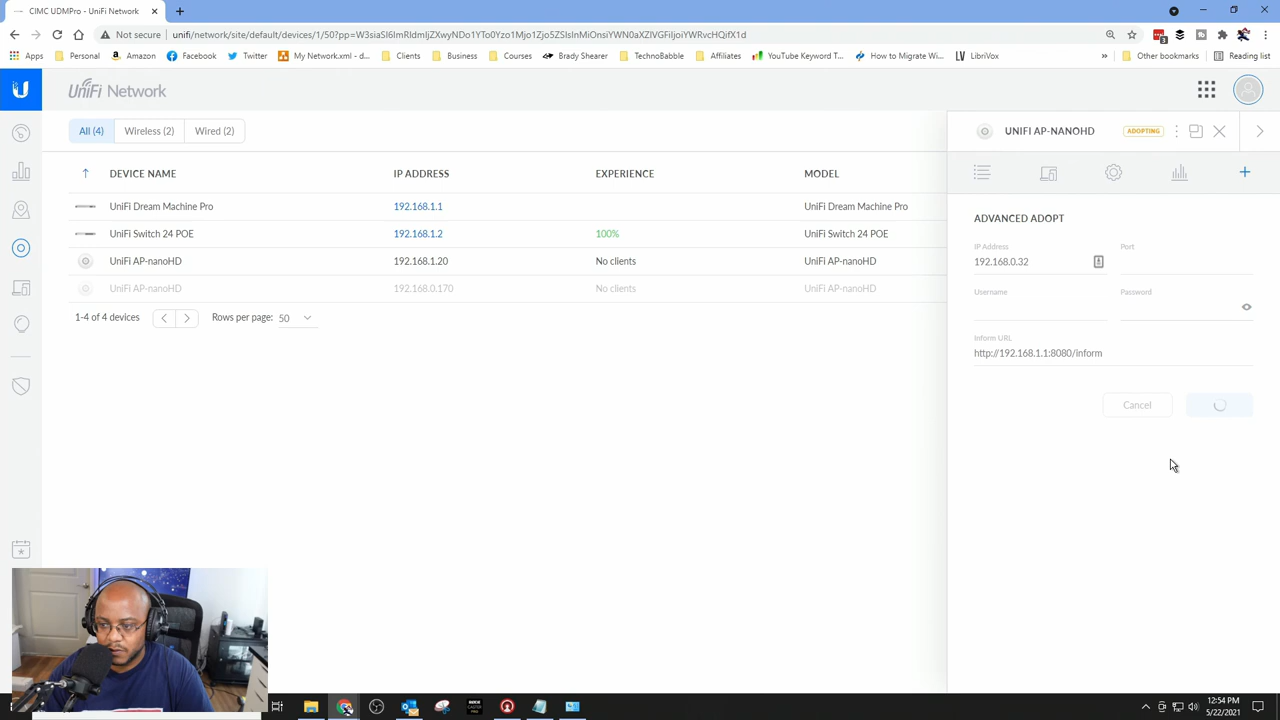 CIMC UDMPro - UniFi Network
Not secure
unifi/network/site/default/devices/1/50?pp=
Apps
Personal
Amazon
Facebook
Twitter
My Network.xml - d...
Clients
Business
Courses
Brady Shearer
TechnoBabble
Affiliates
YouTube Keyword T...
How to Migrate Wi...
LibriVox
»
Other bookmarks
Reading list
UniFi Network
All (4)
Wireless (2)
Wired (2)
UNIFI AP-NANOHD
ADOPTING
DEVICE NAME
IP ADDRESS
EXPERIENCE
MODEL
UniFi Dream Machine Pro
192.168.1.1
UniFi Dream Machine Pro
UniFi Switch 24 POE
192.168.1.2
100%
UniFi Switch 24 POE
UniFi AP-nanoHD
192.168.1.20
No clients
UniFi AP-nanoHD
UniFi AP-nanoHD
192.168.0.170
No clients
UniFi AP-nanoHD
1-4 of 4 devices
Rows per page:
50
ADVANCED ADOPT
IP Address
Port
192.168.0.32
Username
Password
Inform URL
http://192.168.1.1:8080/inform
Cancel
12:54 PM
5/22/2021